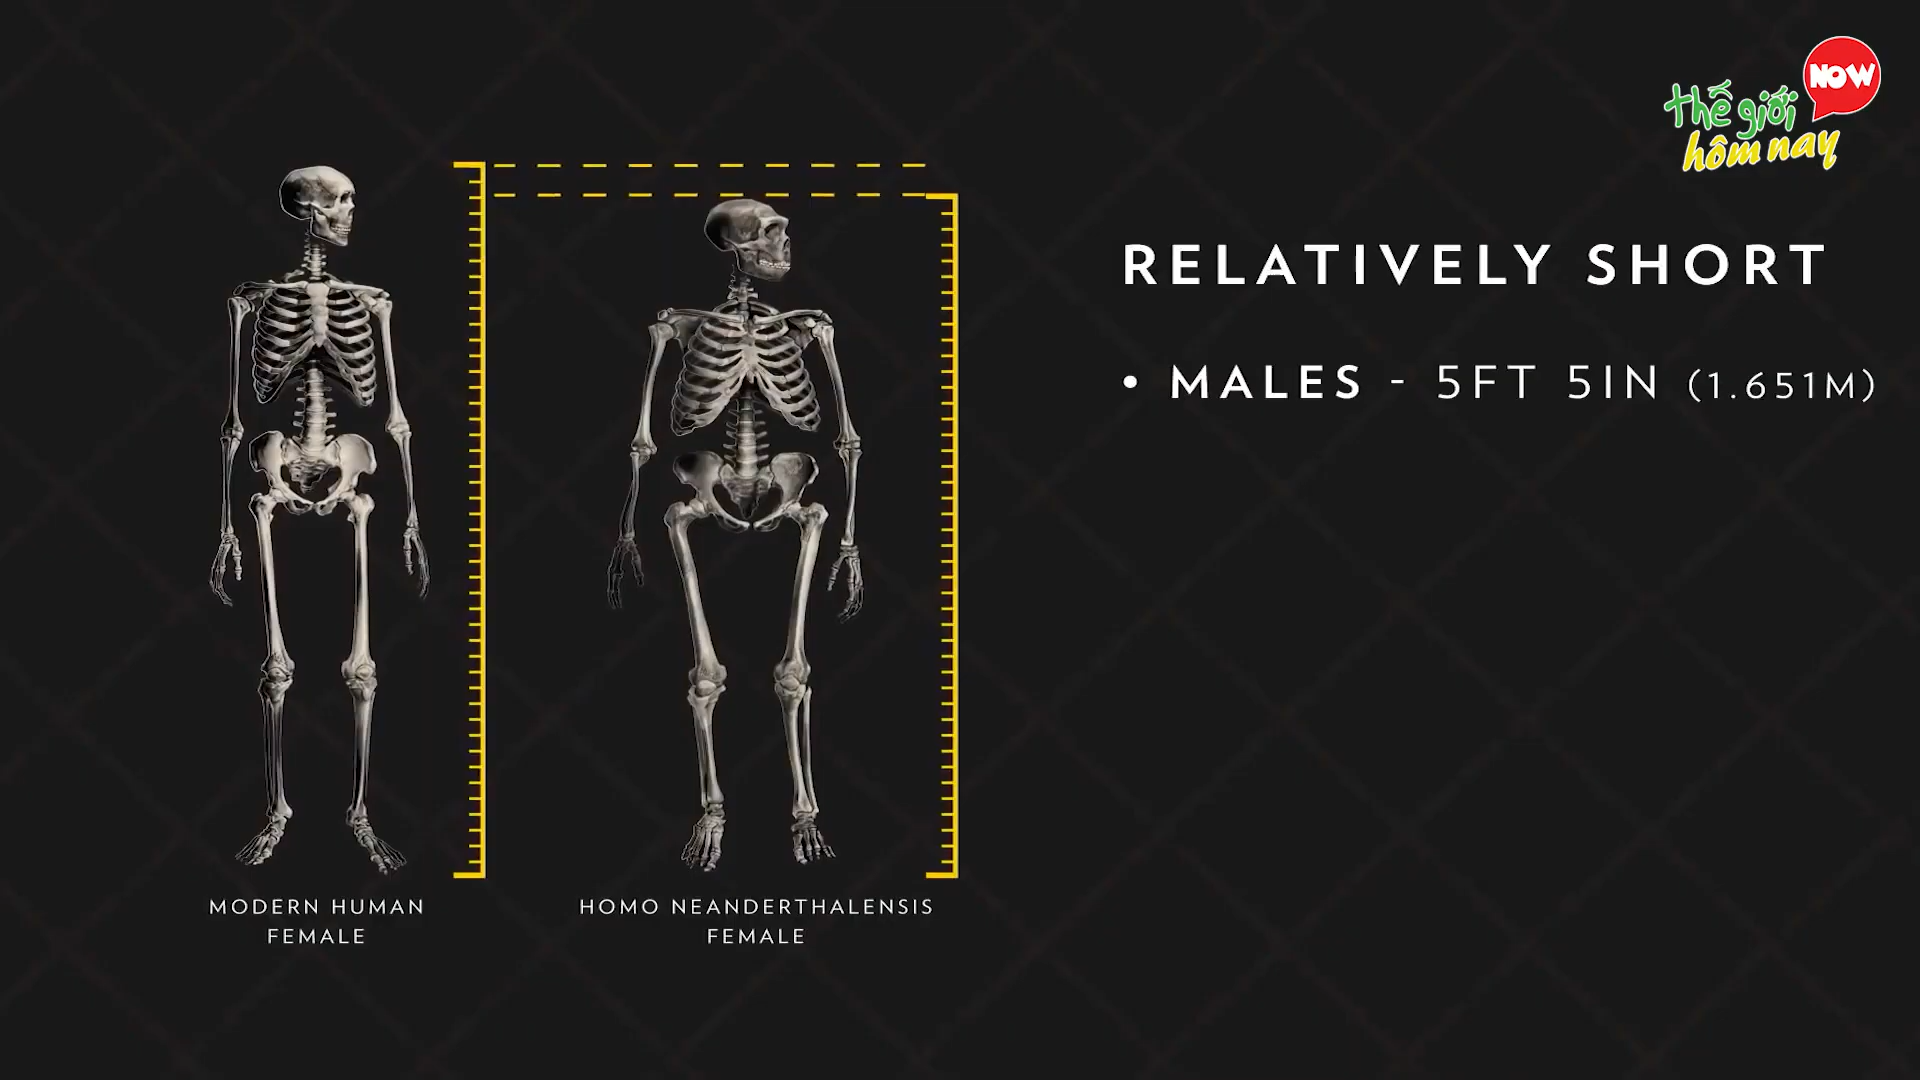 NOW
thế giới
hôm nay
RELATIVELY SHORT
• MALES - 5FT 5IN (1.651M)
MODERN HUMAN
FEMALE
HOMO NEANDERTHALENSIS
FEMALE